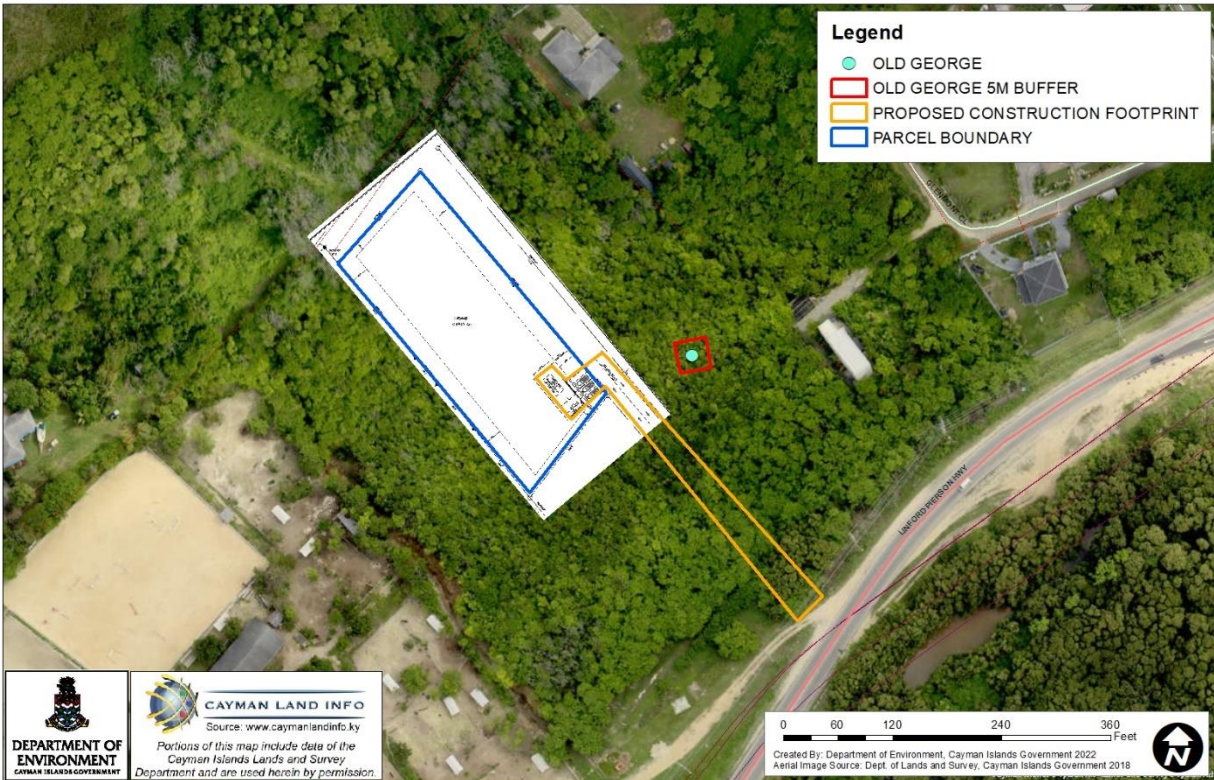 Legend
OLD GEORGE
OLD GEORGE 5M BUFFER
PROPOSED CONSTRUCTION FOOTPRINT
PARCEL BOUNDARY
LINFORD PIERSON HWY
DEPARTMENT OF
ENVIRONMENT
CAYMAN ISLANDS GOVERNMENT
CAYMAN LAND INFO
Source: www.caymanlandinfo.ky
Portions of this map include data of the
Cayman Islands Lands and Survey
Department and are used herein by permission.
0 60 120 240 360
Feet
Created By: Department of Environment, Cayman Islands Government 2022
Aerial Image Source: Dept. of Lands and Survey, Cayman Islands Government 2018
N